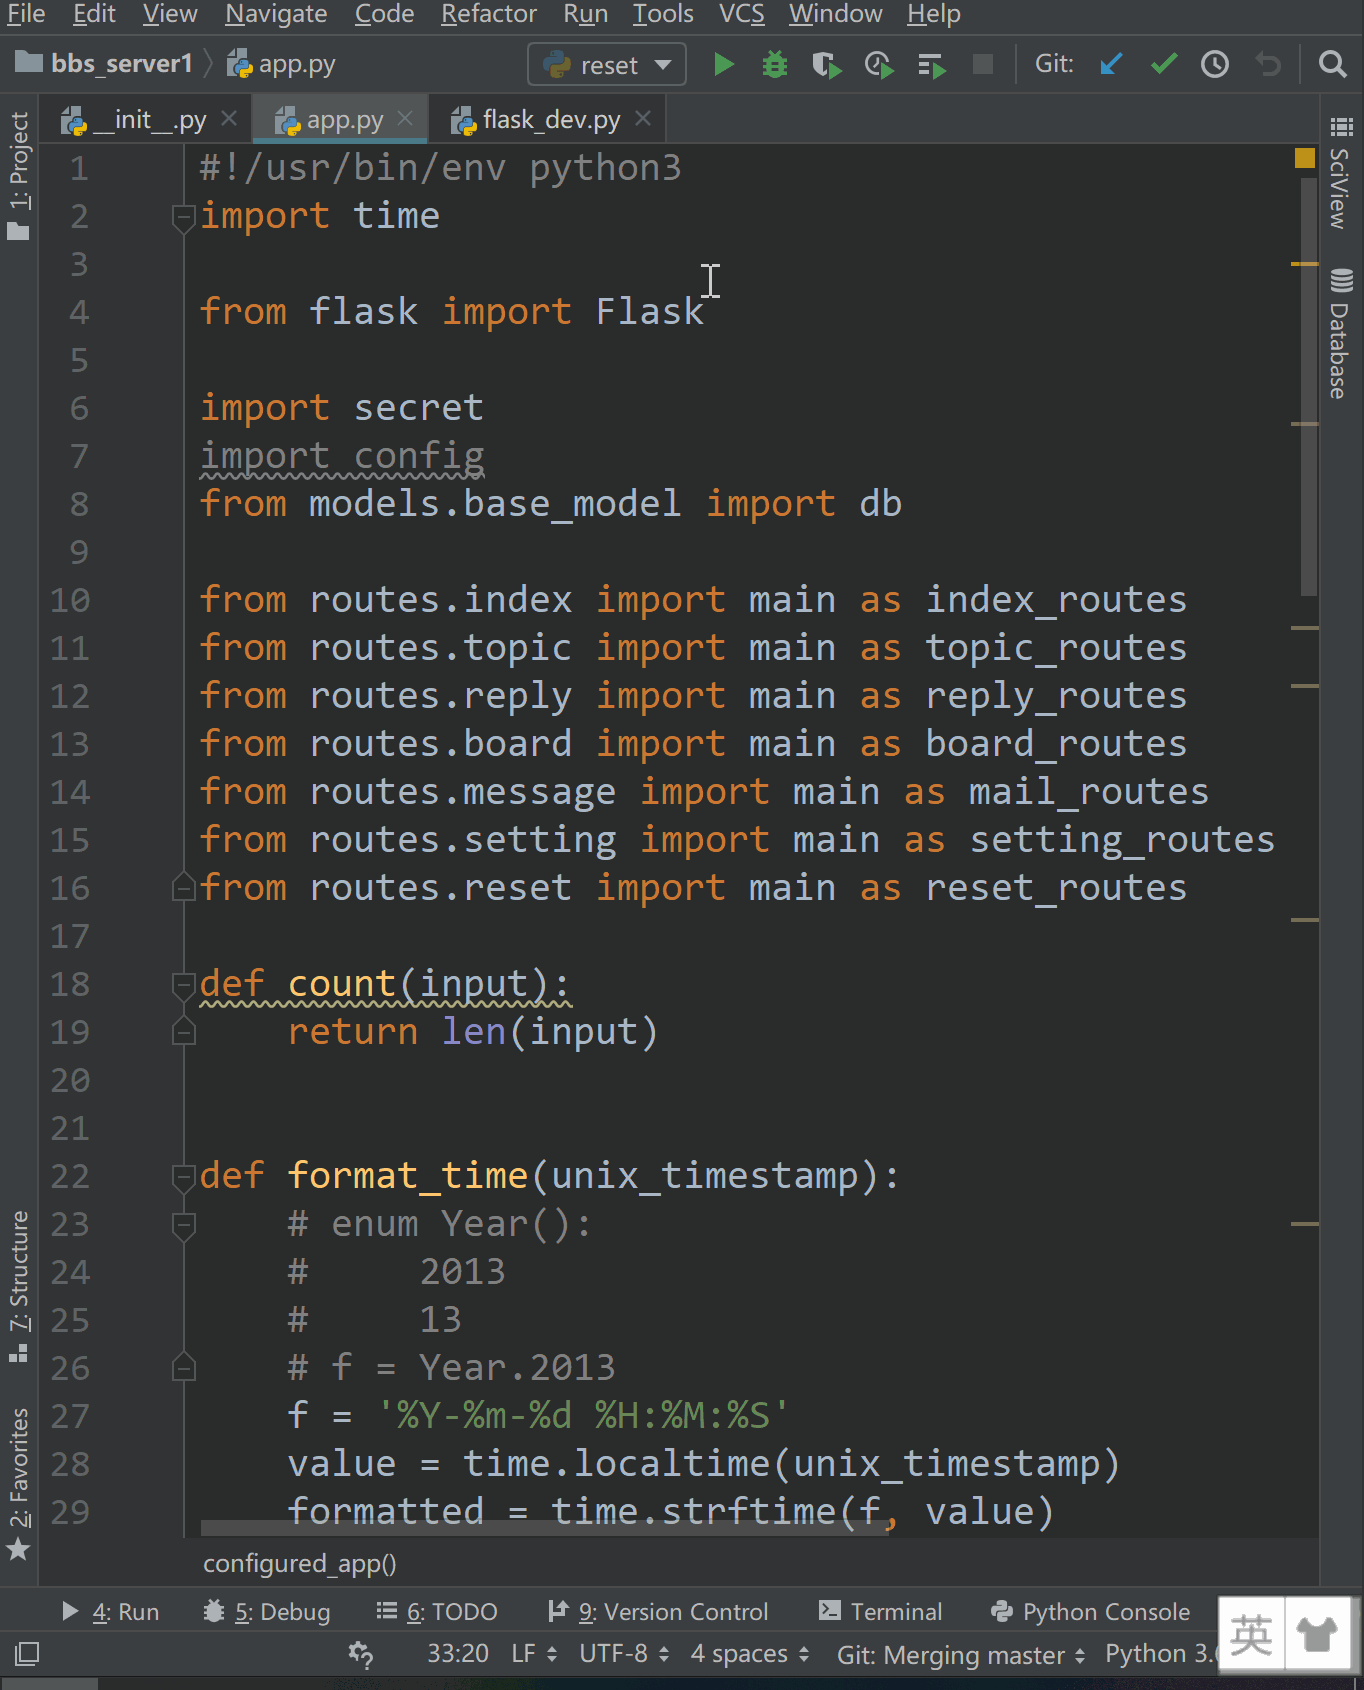 File Edit View Navigate Code Refactor Run Tools VCS Window Help
bbs_server1 app.py reset Git:
__init__.py app.py flask_dev.py
1: Project
7: Structure
2: Favorites
1 #!/usr/bin/env python3
2 import time
3
4 from flask import Flask
5
6 import secret
7 import config
8 from models.base_model import db
9
10 from routes.index import main as index_routes
11 from routes.topic import main as topic_routes
12 from routes.reply import main as reply_routes
13 from routes.board import main as board_routes
14 from routes.message import main as mail_routes
15 from routes.setting import main as setting_routes
16 from routes.reset import main as reset_routes
17
18 def count(input):
19     return len(input)
20
21
22 def format_time(unix_timestamp):
23     # enum Year():
24     #     2013
25     #     13
26     # f = Year.2013
27     f = '%Y-%m-%d %H:%M:%S'
28     value = time.localtime(unix_timestamp)
29     formatted = time.strftime(f, value)
SciView
Database
configured_app()
4: Run 5: Debug 6: TODO 9: Version Control Terminal Python Console
33:20 LF UTF-8 4 spaces Git: Merging master Python 3.
英